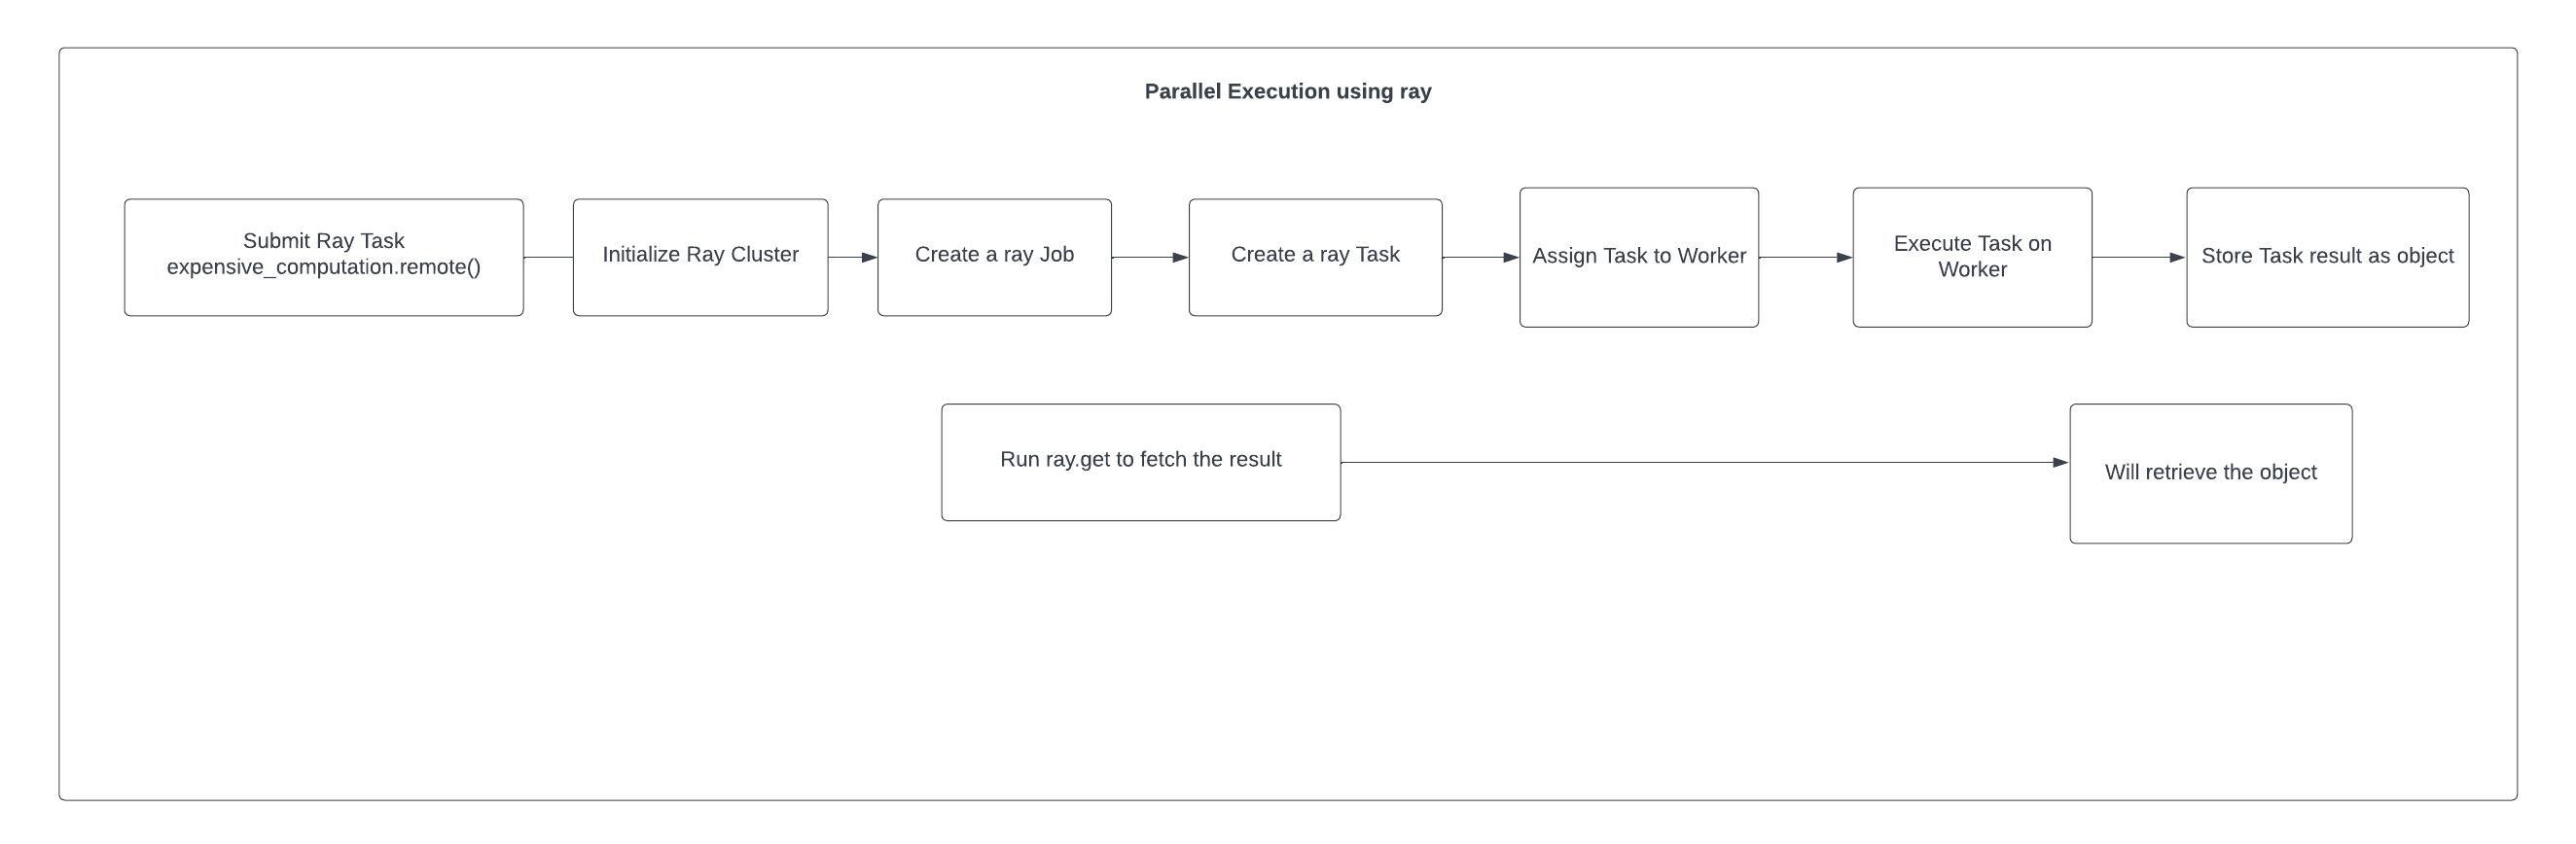 Parallel Execution using ray
Submit Ray Task
expensive_computation.remote()
Initialize Ray Cluster
Create a ray Job
Create a ray Task
Assign Task to Worker
Execute Task on
Worker
Store Task result as object
Run ray.get to fetch the result
Will retrieve the object